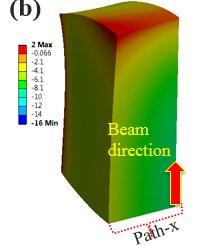 (b)
2 Max
-0.066
-2.1
-4.1
-6.1
-8.1
-10
-12
-14
-16 Min
Beam
direction
Path-x